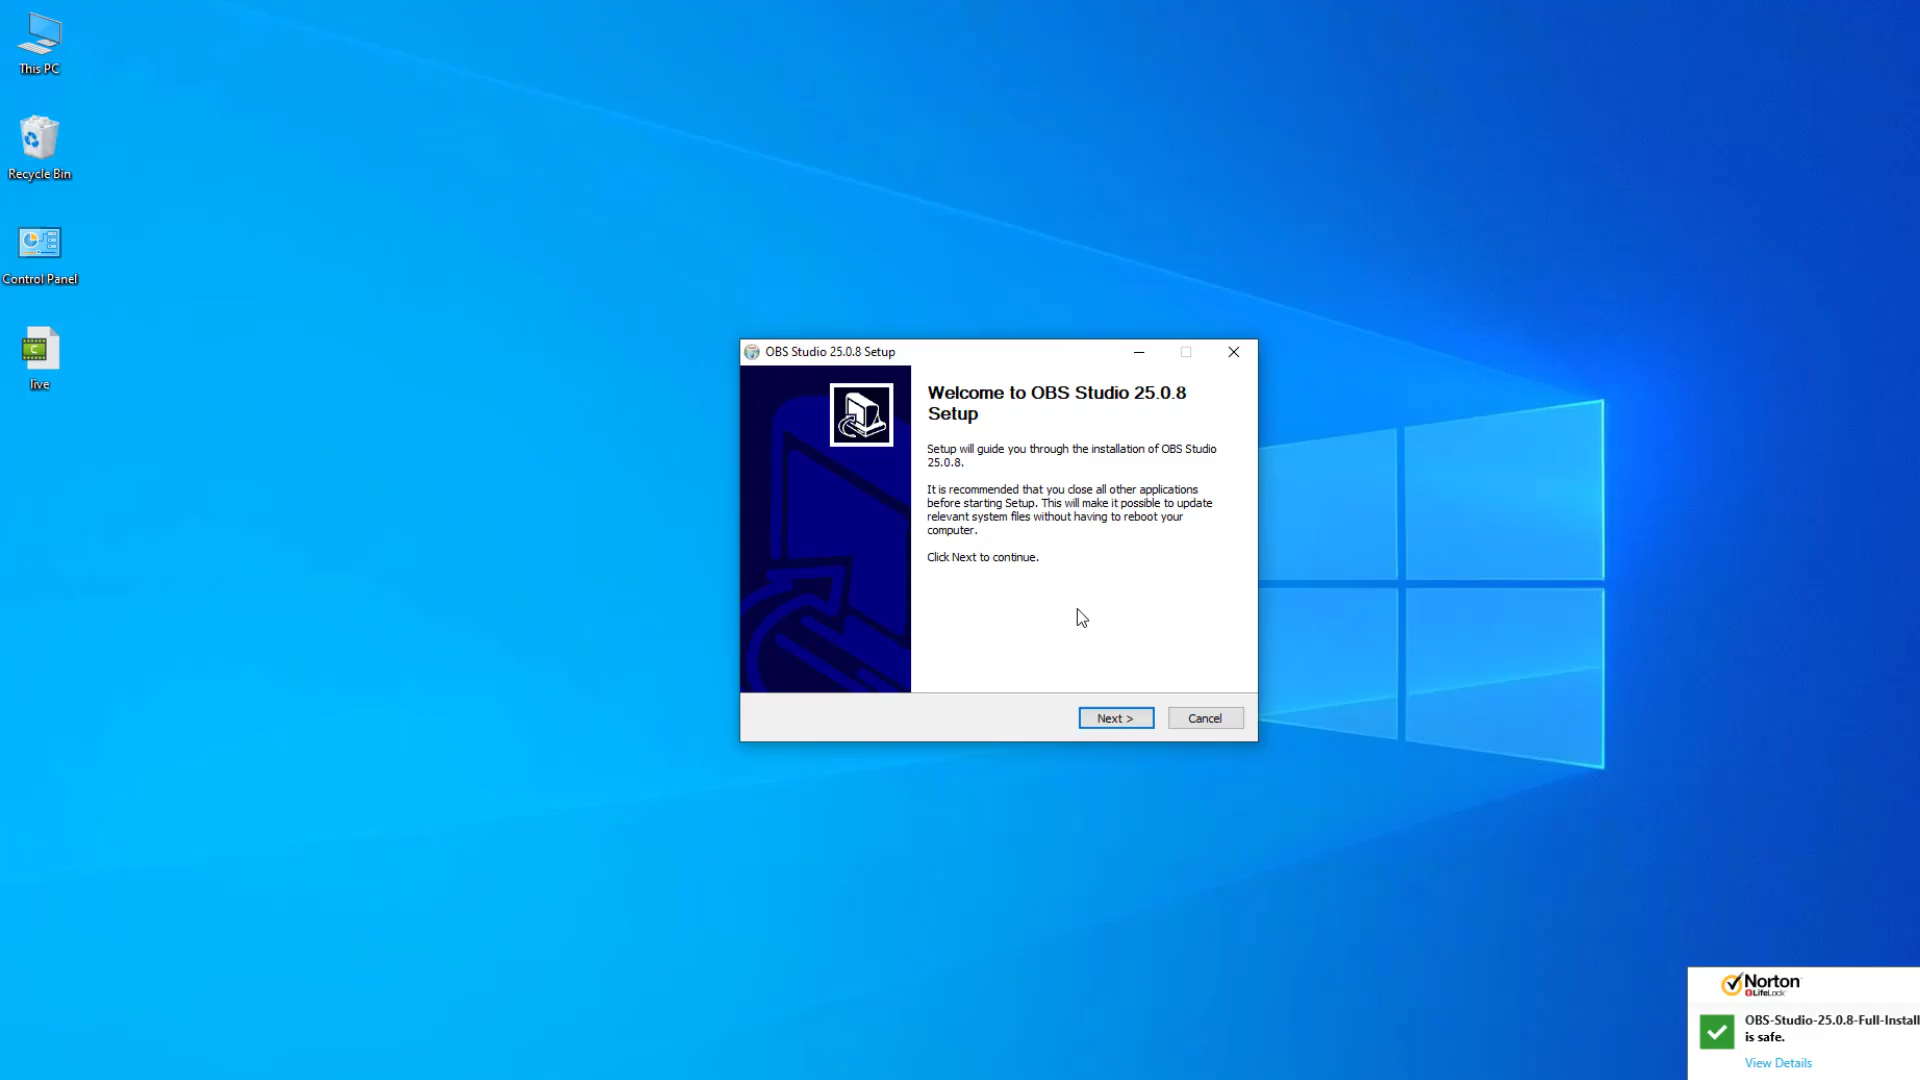 This PC
Recycle Bin
Control Panel
live
OBS Studio 25.0.8 Setup
Welcome to OBS Studio 25.0.8
Setup
Setup will guide you through the installation of OBS Studio
25.0.8.
It is recommended that you close all other applications
before starting Setup. This will make it possible to update
relevant system files without having to reboot your
computer.
Click Next to continue.
Next >
Cancel
Norton
LifeLock
OBS-Studio-25.0.8-Full-Install
is safe.
View Details